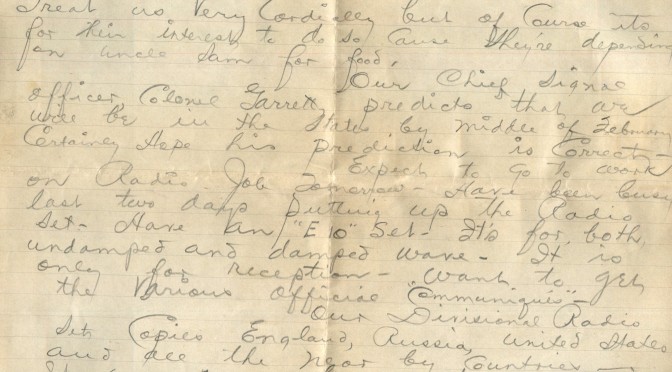 Treat us Very Cordially but of Course its
for their interest to do so Cause they're depending
on uncle Sam for food.
Our Chief Signal
officer Colonel Garrett predicts that we
will be in the States by middle of February
Certainly Hope his prediction is Correct -
Expect to go to work
on Radio Job Tomorrow - Have been busy
last two days putting up the Radio
Set - Have an "E10" Set - It's for both,
undamped and damped wave - It is
only for reception - want to get
the Various Official "Communiques" -
Our Divisional Radio
Set Copies England, Russia, United States
and all the near by Countries -